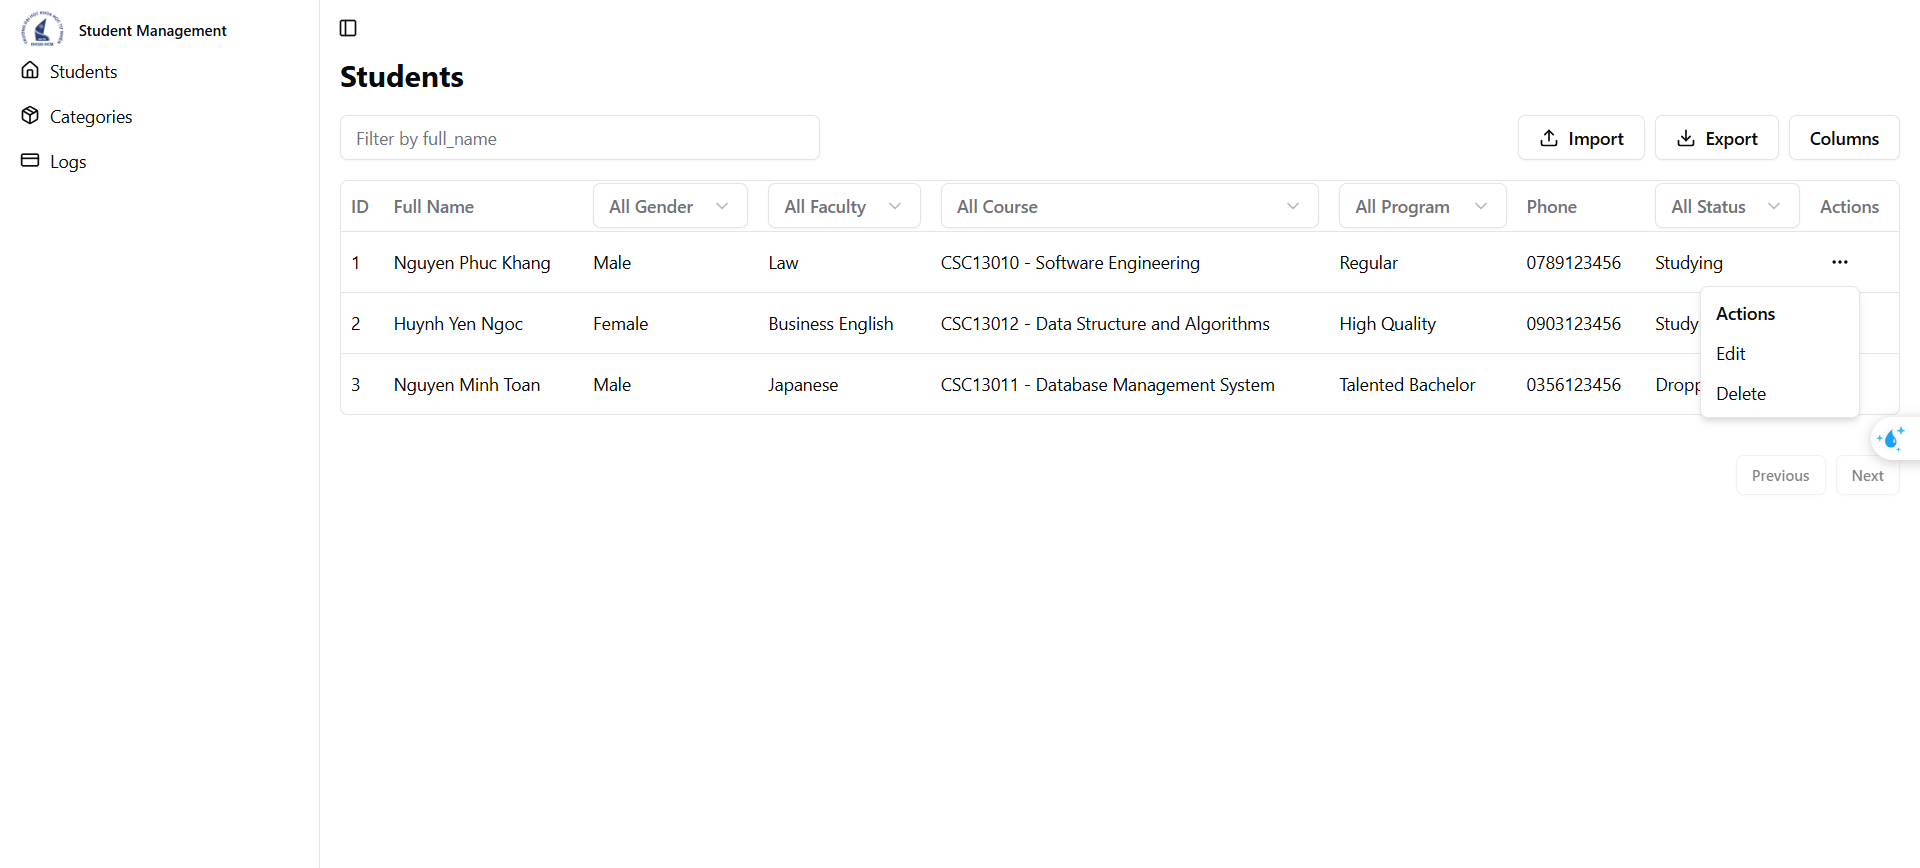 Student Management
Students
Categories
Logs
Students
Filter by full_name
Import Export Columns
ID Full Name All Gender All Faculty All Course All Program Phone All Status Actions
1 Nguyen Phuc Khang Male Law CSC13010 - Software Engineering Regular 0789123456 Studying
2 Huynh Yen Ngoc Female Business English CSC13012 - Data Structure and Algorithms High Quality 0903123456 Study
3 Nguyen Minh Toan Male Japanese CSC13011 - Database Management System Talented Bachelor 0356123456 Dropp
Actions
Edit
Delete
Previous Next